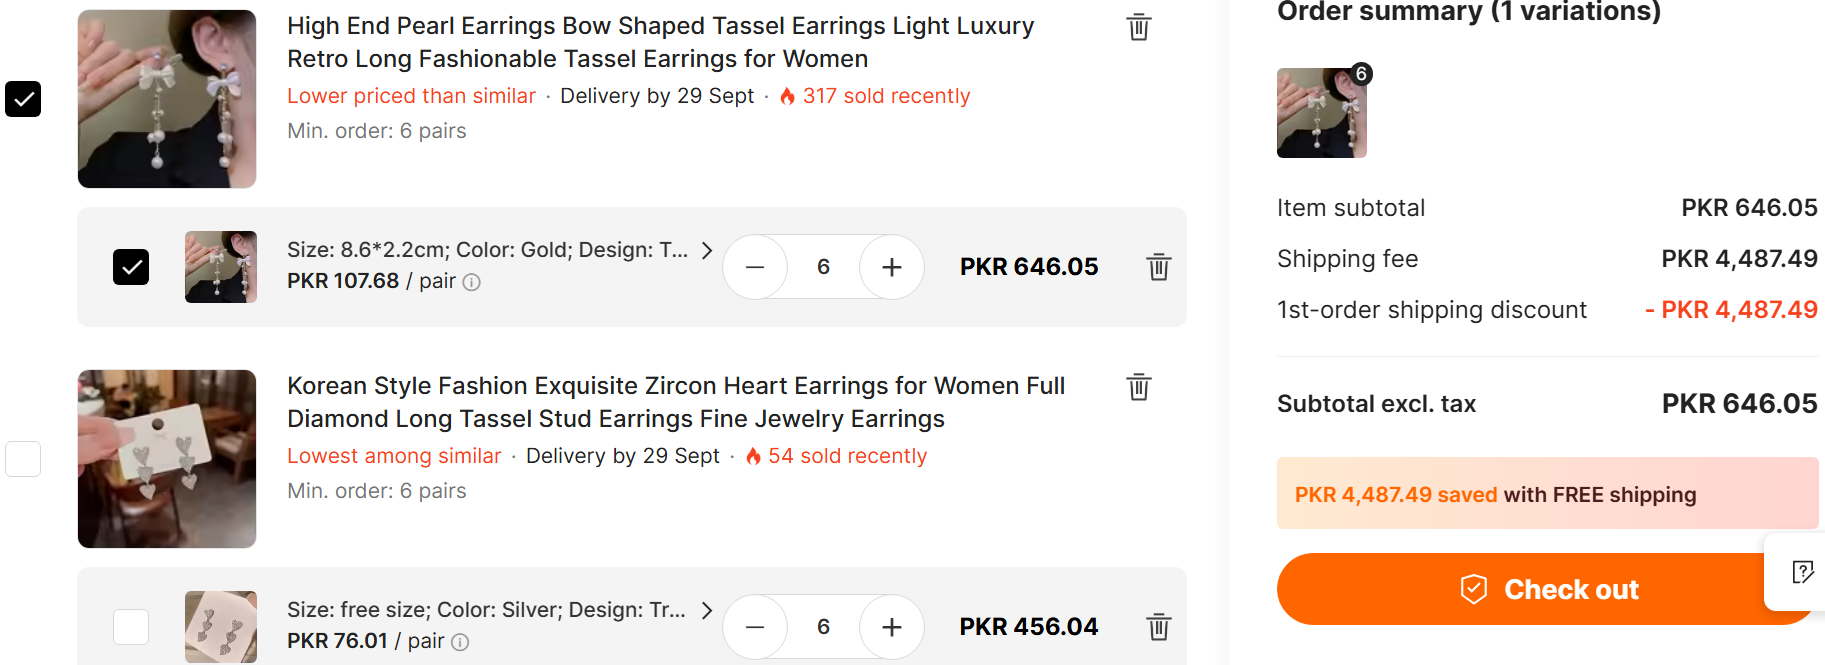 High End Pearl Earrings Bow Shaped Tassel Earrings Light Luxury
Retro Long Fashionable Tassel Earrings for Women
Lower priced than similar · Delivery by 29 Sept · 317 sold recently
Min. order: 6 pairs
Size: 8.6*2.2cm; Color: Gold; Design: T...
PKR 107.68 / pair
6
PKR 646.05
Korean Style Fashion Exquisite Zircon Heart Earrings for Women Full
Diamond Long Tassel Stud Earrings Fine Jewelry Earrings
Lowest among similar · Delivery by 29 Sept · 54 sold recently
Min. order: 6 pairs
Size: free size; Color: Silver; Design: Tr...
PKR 76.01 / pair
6
PKR 456.04
Order summary (1 variations)
6
Item subtotal PKR 646.05
Shipping fee PKR 4,487.49
1st-order shipping discount - PKR 4,487.49
Subtotal excl. tax PKR 646.05
PKR 4,487.49 saved with FREE shipping
Check out